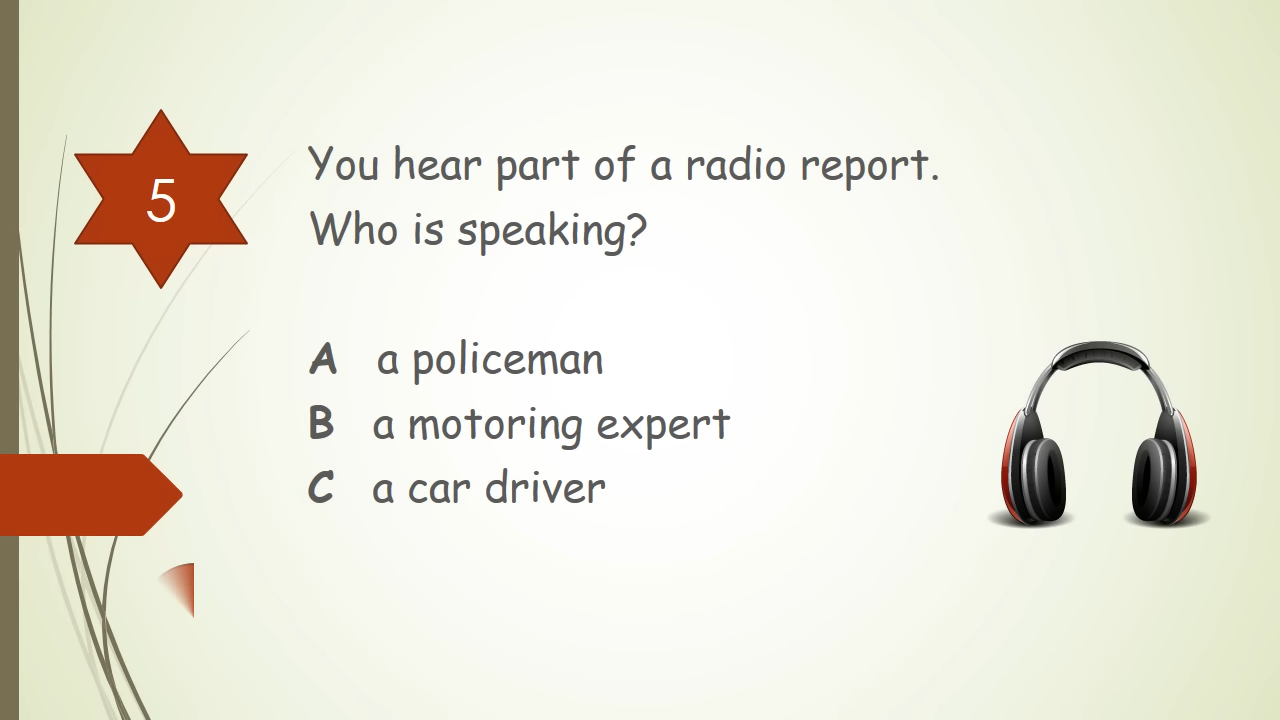 5
You hear part of a radio report.
Who is speaking?
A a policeman
B a motoring expert
C a car driver